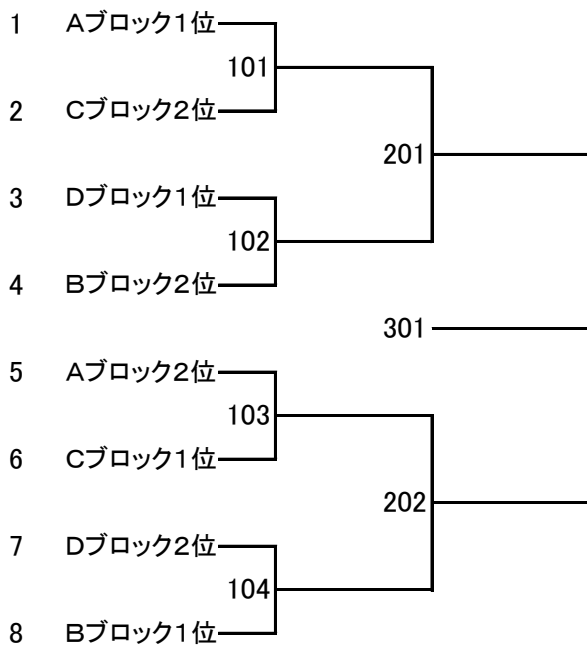 1 Aブロック1位
101
2 Cブロック2位
201
3 Dブロック1位
102
4 Bブロック2位
301
5 Aブロック2位
103
6 Cブロック1位
202
7 Dブロック2位
104
8 Bブロック1位